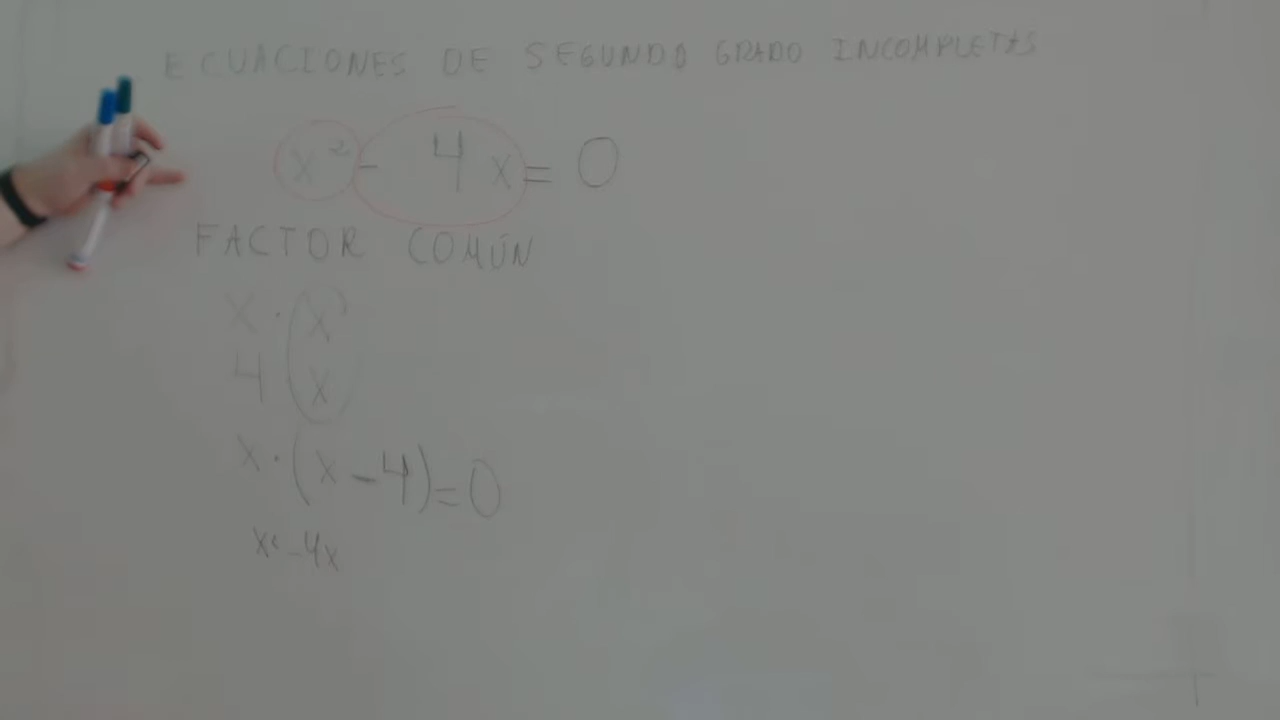 ECUACIONES DE SEGUNDO GRADO INCOMPLETAS
x² - 4x = 0
FACTOR COMÚN
x · x
4 x
x · (x - 4) = 0
x² - 4x